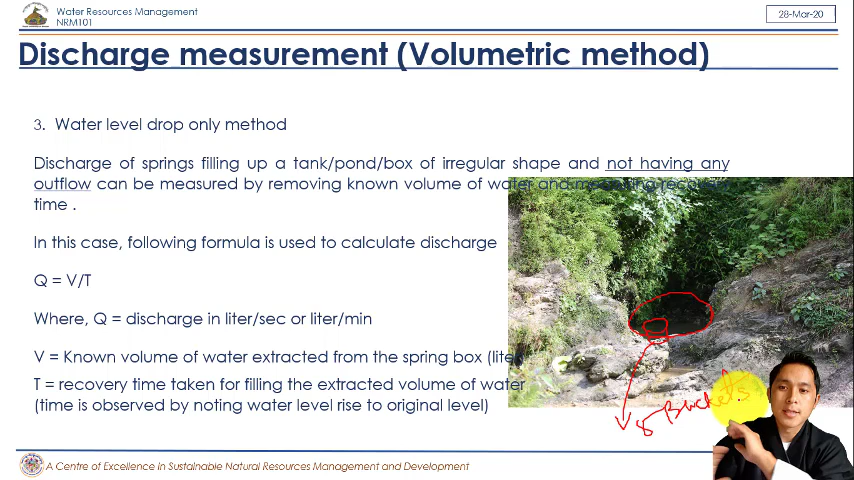 Water Resources Management
NRM101
28-Mar-20
Discharge measurement (Volumetric method)
3. Water level drop only method
Discharge of springs filling up a tank/pond/box of irregular shape and not having any
outflow can be measured by removing known volume of water and measuring recovery
time .
In this case, following formula is used to calculate discharge
Q = V/T
Where, Q = discharge in liter/sec or liter/min
V = Known volume of water extracted from the spring box (liter)
T = recovery time taken for filling the extracted volume of water
(time is observed by noting water level rise to original level)
8 Buckets
A Centre of Excellence in Sustainable Natural Resources Management and Development